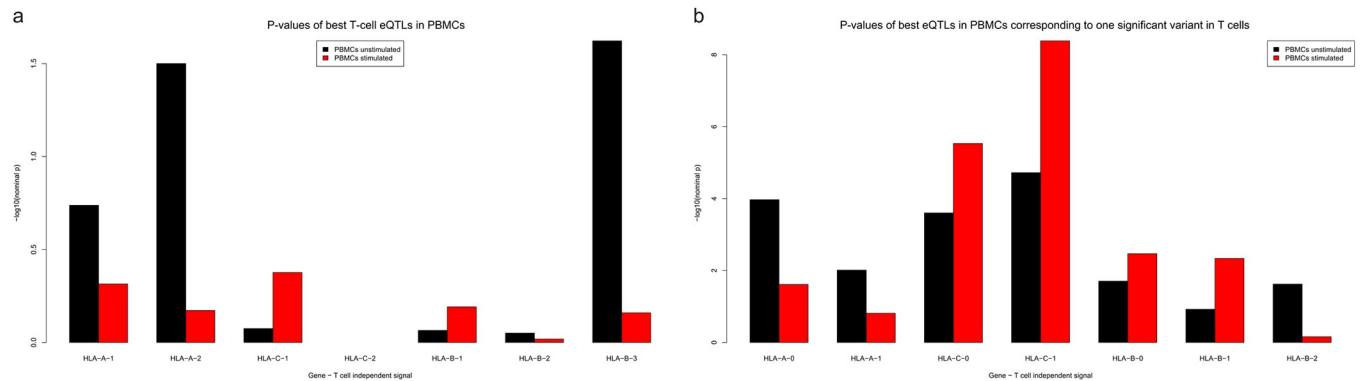 a
P-values of best T-cell eQTLs in PBMCs
PBMCs unstimulated
PBMCs stimulated
-log10(nominal p)
1.5
1.0
0.5
0.0
HLA-A-1 HLA-A-2 HLA-C-1 HLA-C-2 HLA-B-1 HLA-B-2 HLA-B-3
Gene - T cell independent signal
b
P-values of best eQTLs in PBMCs corresponding to one significant variant in T cells
PBMCs unstimulated
PBMCs stimulated
-log10(nominal p)
8
6
4
2
0
HLA-A-0 HLA-A-1 HLA-C-0 HLA-C-1 HLA-B-0 HLA-B-1 HLA-B-2
Gene - T cell independent signal